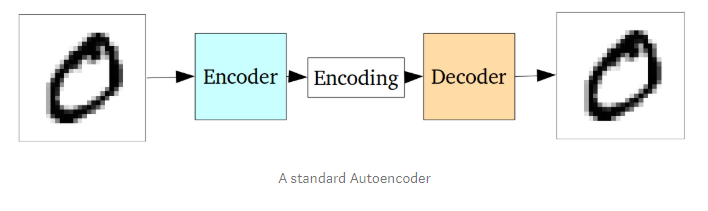 Encoder
Encoding
Decoder
A standard Autoencoder